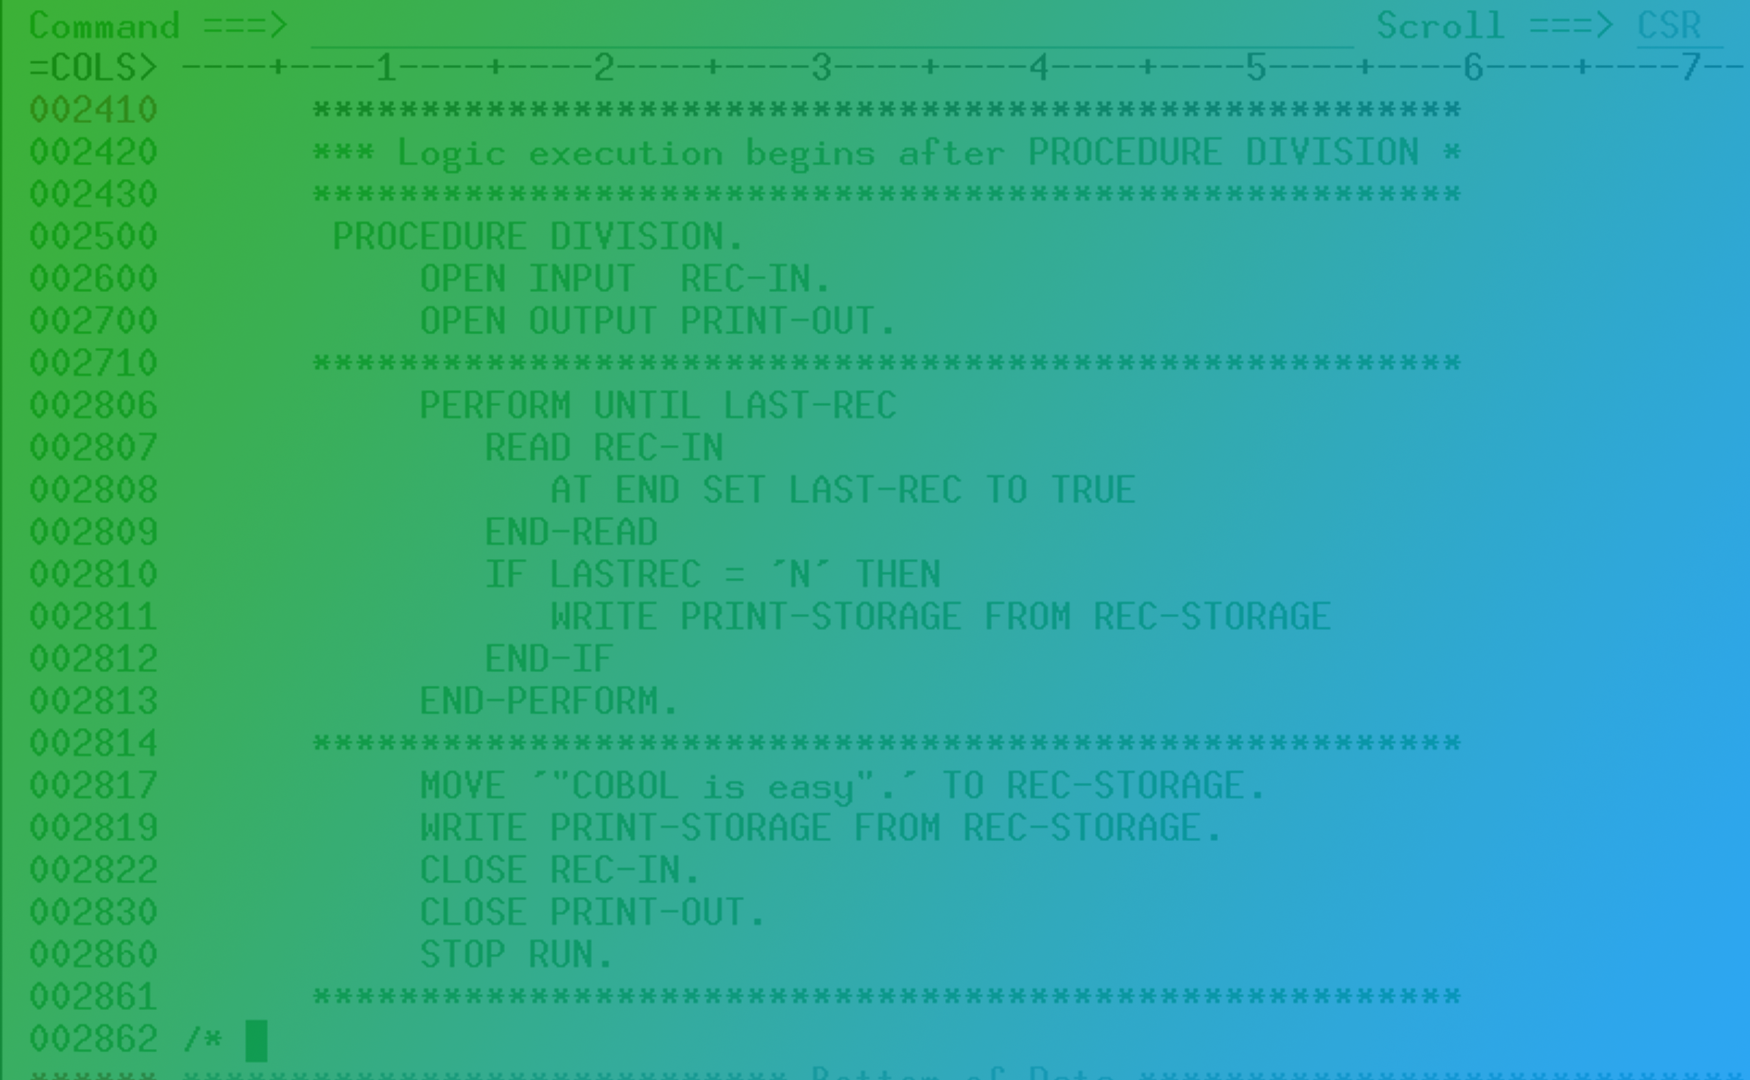 Command ===> Scroll ===> CSR
=COLS> ----+----1----+----2----+----3----+----4----+----5----+----6----+----7--
002410 *****************************************************
002420 *** Logic execution begins after PROCEDURE DIVISION *
002430 *****************************************************
002500 PROCEDURE DIVISION.
002600 OPEN INPUT  REC-IN.
002700 OPEN OUTPUT PRINT-OUT.
002710 *****************************************************
002806 PERFORM UNTIL LAST-REC
002807 READ REC-IN
002808 AT END SET LAST-REC TO TRUE
002809 END-READ
002810 IF LASTREC = ´N´ THEN
002811 WRITE PRINT-STORAGE FROM REC-STORAGE
002812 END-IF
002813 END-PERFORM.
002814 *****************************************************
002817 MOVE ´"COBOL is easy".´ TO REC-STORAGE.
002819 WRITE PRINT-STORAGE FROM REC-STORAGE.
002822 CLOSE REC-IN.
002830 CLOSE PRINT-OUT.
002860 STOP RUN.
002861 *****************************************************
002862 /*
****** **************************** Bottom of Data ****************************